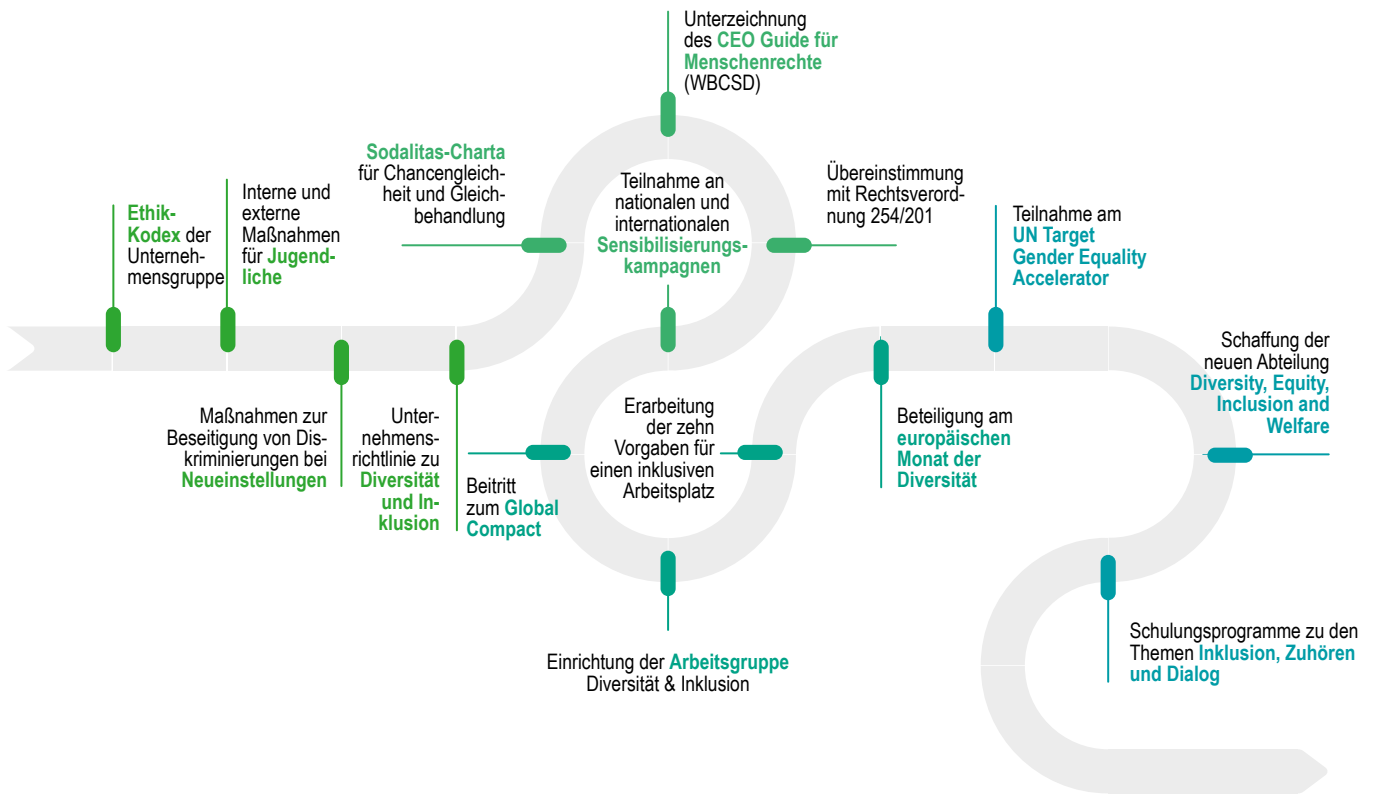 Ethik-
Kodex der
Unterneh-
mensgruppe
Interne und
externe
Maßnahmen
für Jugend-
liche
Maßnahmen zur
Beseitigung von Dis-
kriminierungen bei
Neueinstellungen
Unter-
nehmens-
richtlinie zu
Diversität
und In-
klusion
Sodalitas-Charta
für Chancengleich-
heit und Gleich-
behandlung
Unterzeichnung
des CEO Guide für
Menschenrechte
(WBCSD)
Übereinstimmung
mit Rechtsverord-
nung 254/201
Teilnahme an
nationalen und
internationalen
Sensibilisierungs-
kampagnen
Beitritt
zum Global
Compact
Einrichtung der Arbeitsgruppe
Diversität & Inklusion
Erarbeitung
der zehn
Vorgaben für
einen inklusiven
Arbeitsplatz
Beteiligung am
europäischen
Monat der
Diversität
Teilnahme am
UN Target
Gender Equality
Accelerator
Schaffung der
neuen Abteilung
Diversity, Equity,
Inclusion and
Welfare
Schulungsprogramme zu den
Themen Inklusion, Zuhören
und Dialog